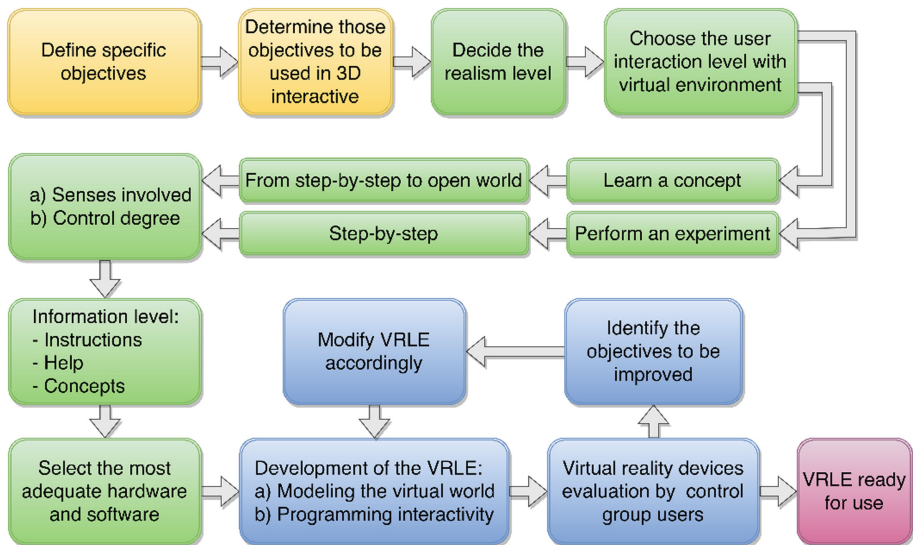 Define specific
objectives
Determine those
objectives to be
used in 3D
interactive
Decide the
realism level
Choose the user
interaction level with
virtual environment
a) Senses involved
b) Control degree
From step-by-step to open world
Learn a concept
Step-by-step
Perform an experiment
Information level:
- Instructions
- Help
- Concepts
Modify VRLE
accordingly
Identify the
objectives to be
improved
Select the most
adequate hardware
and software
Development of the VRLE:
a) Modeling the virtual world
b) Programming interactivity
Virtual reality devices
evaluation by control
group users
VRLE ready
for use